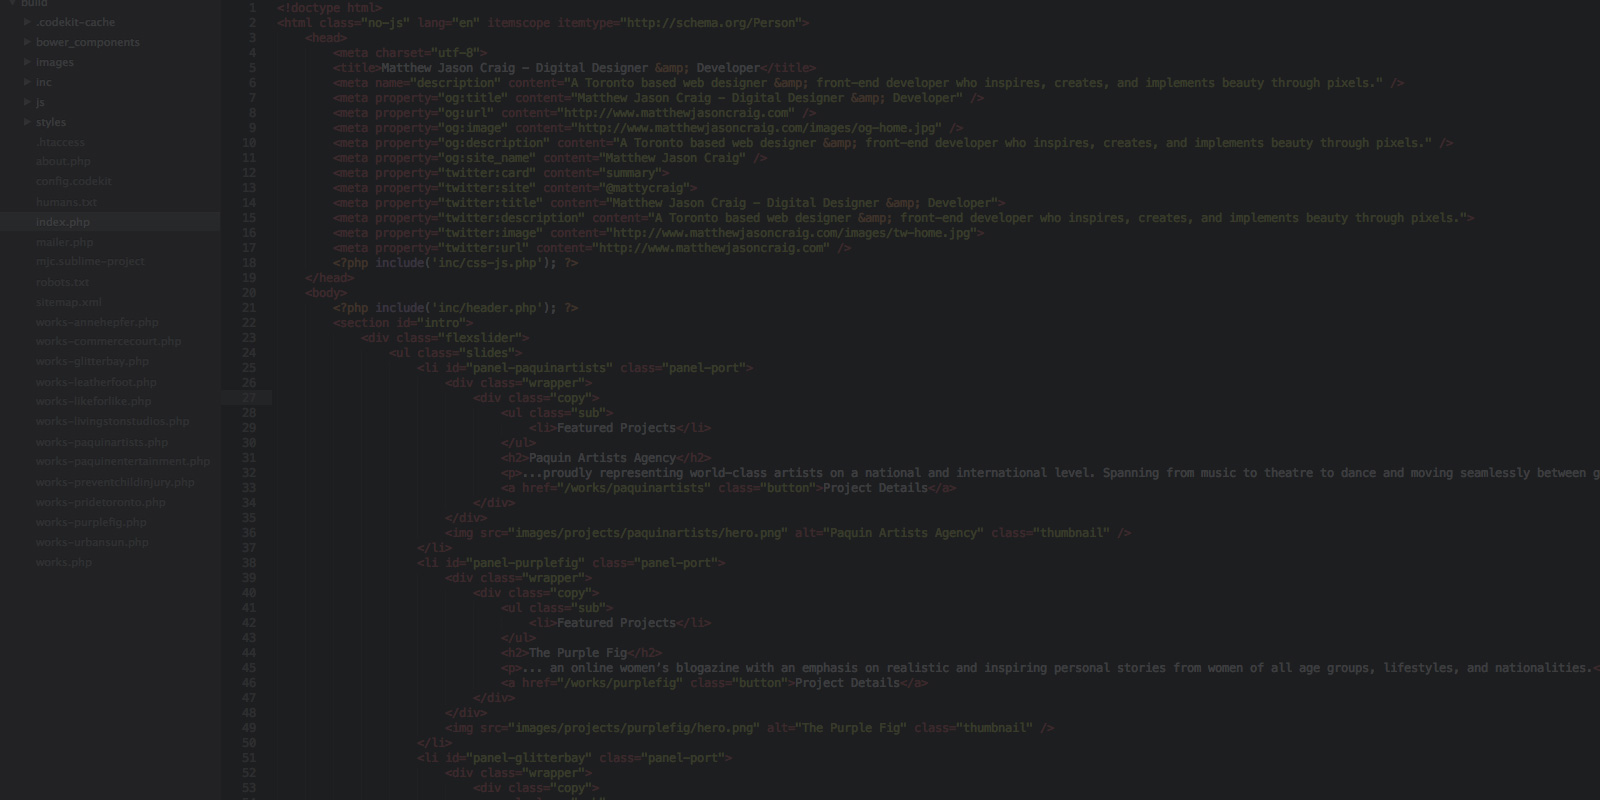 build
.codekit-cache
bower_components
images
inc
js
styles
.htaccess
about.php
config.codekit
humans.txt
index.php
mailer.php
mjc.sublime-project
robots.txt
sitemap.xml
works-annehepfer.php
works-commercecourt.php
works-glitterbay.php
works-leatherfoot.php
works-likeforlike.php
works-livingstonstudios.php
works-paquinartists.php
works-paquinentertainment.php
works-preventchildinjury.php
works-pridetoronto.php
works-purplefig.php
works-urbansun.php
works.php
1 <!doctype html>
2 <html class="no-js" lang="en" itemscope itemtype="http://schema.org/Person">
3 <head>
4 <meta charset="utf-8">
5 <title>Matthew Jason Craig – Digital Designer &amp; Developer</title>
6 <meta name="description" content="A Toronto based web designer &amp; front-end developer who inspires, creates, and implements beauty through pixels." />
7 <meta property="og:title" content="Matthew Jason Craig – Digital Designer &amp; Developer" />
8 <meta property="og:url" content="http://www.matthewjasoncraig.com" />
9 <meta property="og:image" content="http://www.matthewjasoncraig.com/images/og-home.jpg" />
10 <meta property="og:description" content="A Toronto based web designer &amp; front-end developer who inspires, creates, and implements beauty through pixels." />
11 <meta property="og:site_name" content="Matthew Jason Craig" />
12 <meta property="twitter:card" content="summary">
13 <meta property="twitter:site" content="@mattycraig">
14 <meta property="twitter:title" content="Matthew Jason Craig – Digital Designer &amp; Developer">
15 <meta property="twitter:description" content="A Toronto based web designer &amp; front-end developer who inspires, creates, and implements beauty through pixels.">
16 <meta property="twitter:image" content="http://www.matthewjasoncraig.com/images/tw-home.jpg">
17 <meta property="twitter:url" content="http://www.matthewjasoncraig.com" />
18 <?php include('inc/css-js.php'); ?>
19 </head>
20 <body>
21 <?php include('inc/header.php'); ?>
22 <section id="intro">
23 <div class="flexslider">
24 <ul class="slides">
25 <li id="panel-paquinartists" class="panel-port">
26 <div class="wrapper">
27 <div class="copy">
28 <ul class="sub">
29 <li>Featured Projects</li>
30 </ul>
31 <h2>Paquin Artists Agency</h2>
32 <p>...proudly representing world-class artists on a national and international level. Spanning from music to theatre to dance and moving seamlessly between
33 <a href="/works/paquinartists" class="button">Project Details</a>
34 </div>
35 </div>
36 <img src="images/projects/paquinartists/hero.png" alt="Paquin Artists Agency" class="thumbnail" />
37 </li>
38 <li id="panel-purplefig" class="panel-port">
39 <div class="wrapper">
40 <div class="copy">
41 <ul class="sub">
42 <li>Featured Projects</li>
43 </ul>
44 <h2>The Purple Fig</h2>
45 <p>... an online women’s blogazine with an emphasis on realistic and inspiring personal stories from women of all age groups, lifestyles, and nationalities.<
46 <a href="/works/purplefig" class="button">Project Details</a>
47 </div>
48 </div>
49 <img src="images/projects/purplefig/hero.png" alt="The Purple Fig" class="thumbnail" />
50 </li>
51 <li id="panel-glitterbay" class="panel-port">
52 <div class="wrapper">
53 <div class="copy">